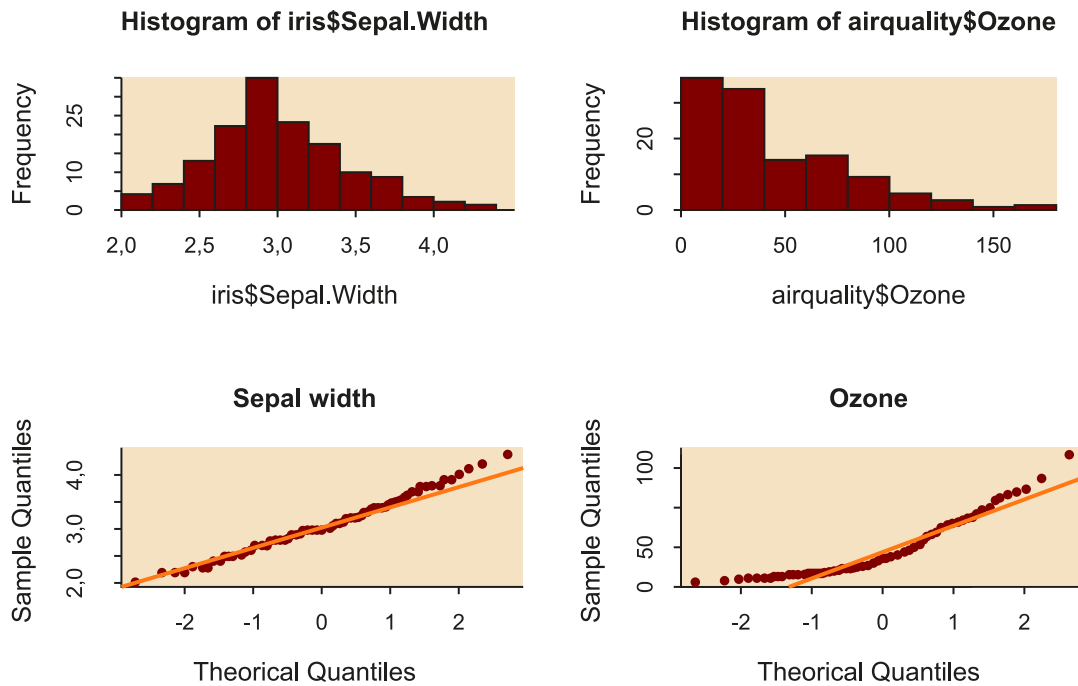 Histogram of iris$Sepal.Width
Frequency
25
10
0
2,0 2,5 3,0 3,5 4,0
iris$Sepal.Width
Histogram of airquality$Ozone
Frequency
20
0
0 50 100 150
airquality$Ozone
Sepal width
Sample Quantiles
4,0
3,0
2,0
-2 -1 0 1 2
Theorical Quantiles
Ozone
Sample Quantiles
100
50
0
-2 -1 0 1 2
Theorical Quantiles